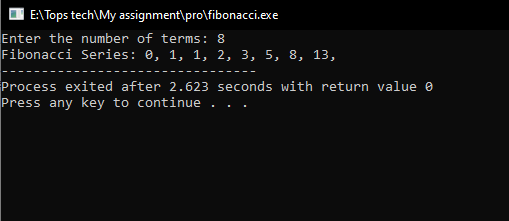 E:\Tops tech\My assignment\pro\fibonacci.exe
Enter the number of terms: 8
Fibonacci Series: 0, 1, 1, 2, 3, 5, 8, 13,
--------------------------------
Process exited after 2.623 seconds with return value 0
Press any key to continue . . .